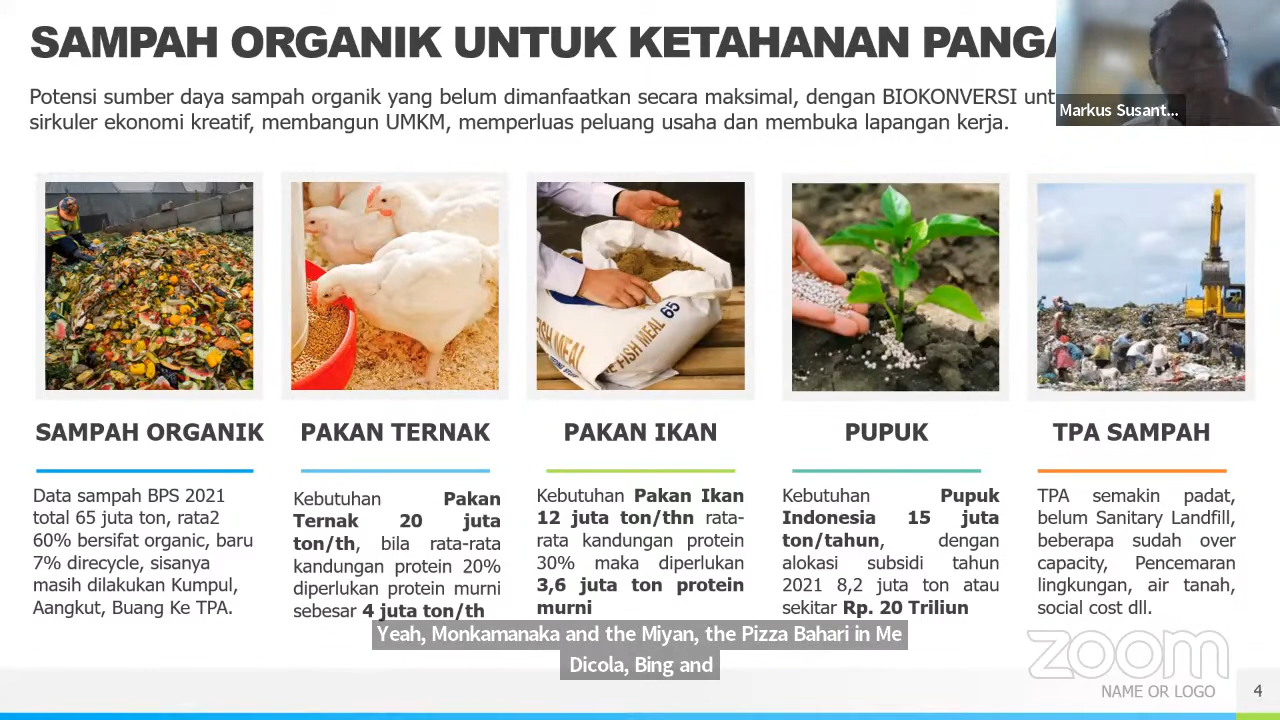 SAMPAH ORGANIK UNTUK KETAHANAN PANGA
Potensi sumber daya sampah organik yang belum dimanfaatkan secara maksimal, dengan BIOKONVERSI unt
sirkuler ekonomi kreatif, membangun UMKM, memperluas peluang usaha dan membuka lapangan kerja.
Markus Susant...
FISH MEAL
FISH MEAL 65
SAMPAH ORGANIK
Data sampah BPS 2021
total 65 juta ton, rata2
60% bersifat organic, baru
7% direcycle, sisanya
masih dilakukan Kumpul,
Aangkut, Buang Ke TPA.
PAKAN TERNAK
Kebutuhan Pakan
Ternak 20 juta
ton/th, bila rata-rata
kandungan protein 20%
diperlukan protein murni
sebesar 4 juta ton/th
PAKAN IKAN
Kebutuhan Pakan Ikan
12 juta ton/thn rata-
rata kandungan protein
30% maka diperlukan
3,6 juta ton protein
murni
PUPUK
Kebutuhan Pupuk
Indonesia 15 juta
ton/tahun, dengan
alokasi subsidi tahun
2021 8,2 juta ton atau
sekitar Rp. 20 Triliun
TPA SAMPAH
TPA semakin padat,
belum Sanitary Landfill,
beberapa sudah over
capacity, Pencemaran
lingkungan, air tanah,
social cost dll.
Yeah, Monkamanaka and the Miyan, the Pizza Bahari in Me
Dicola, Bing and
zoom
NAME OR LOGO
4